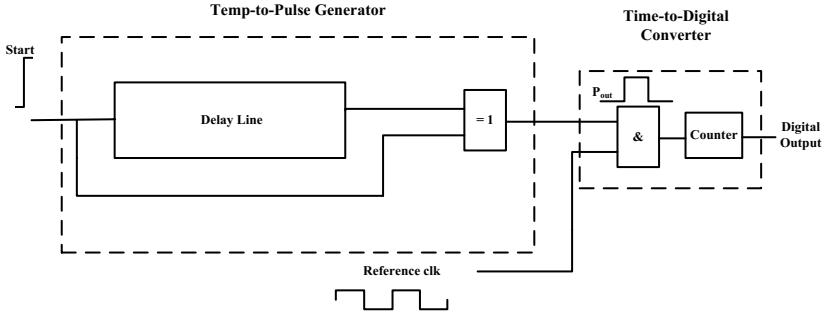 Temp-to-Pulse Generator
Time-to-Digital
Converter
Start
Delay Line
= 1
Pout
&
Counter
Digital
Output
Reference clk